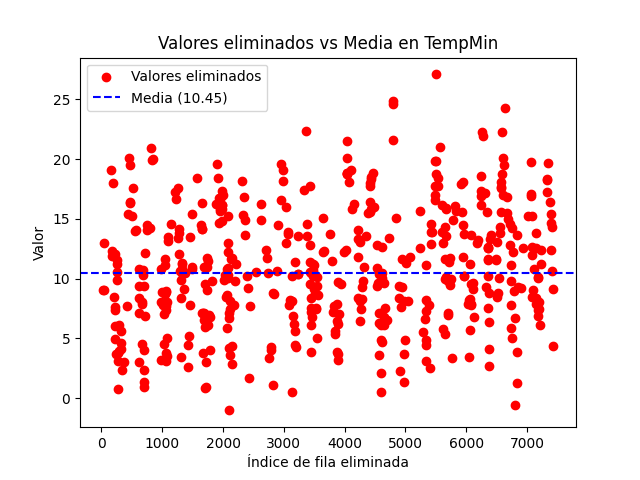 Valores eliminados vs Media en TempMin
Valores eliminados
Media (10.45)
Valor
25
20
15
10
5
0
0 1000 2000 3000 4000 5000 6000 7000
Índice de fila eliminada